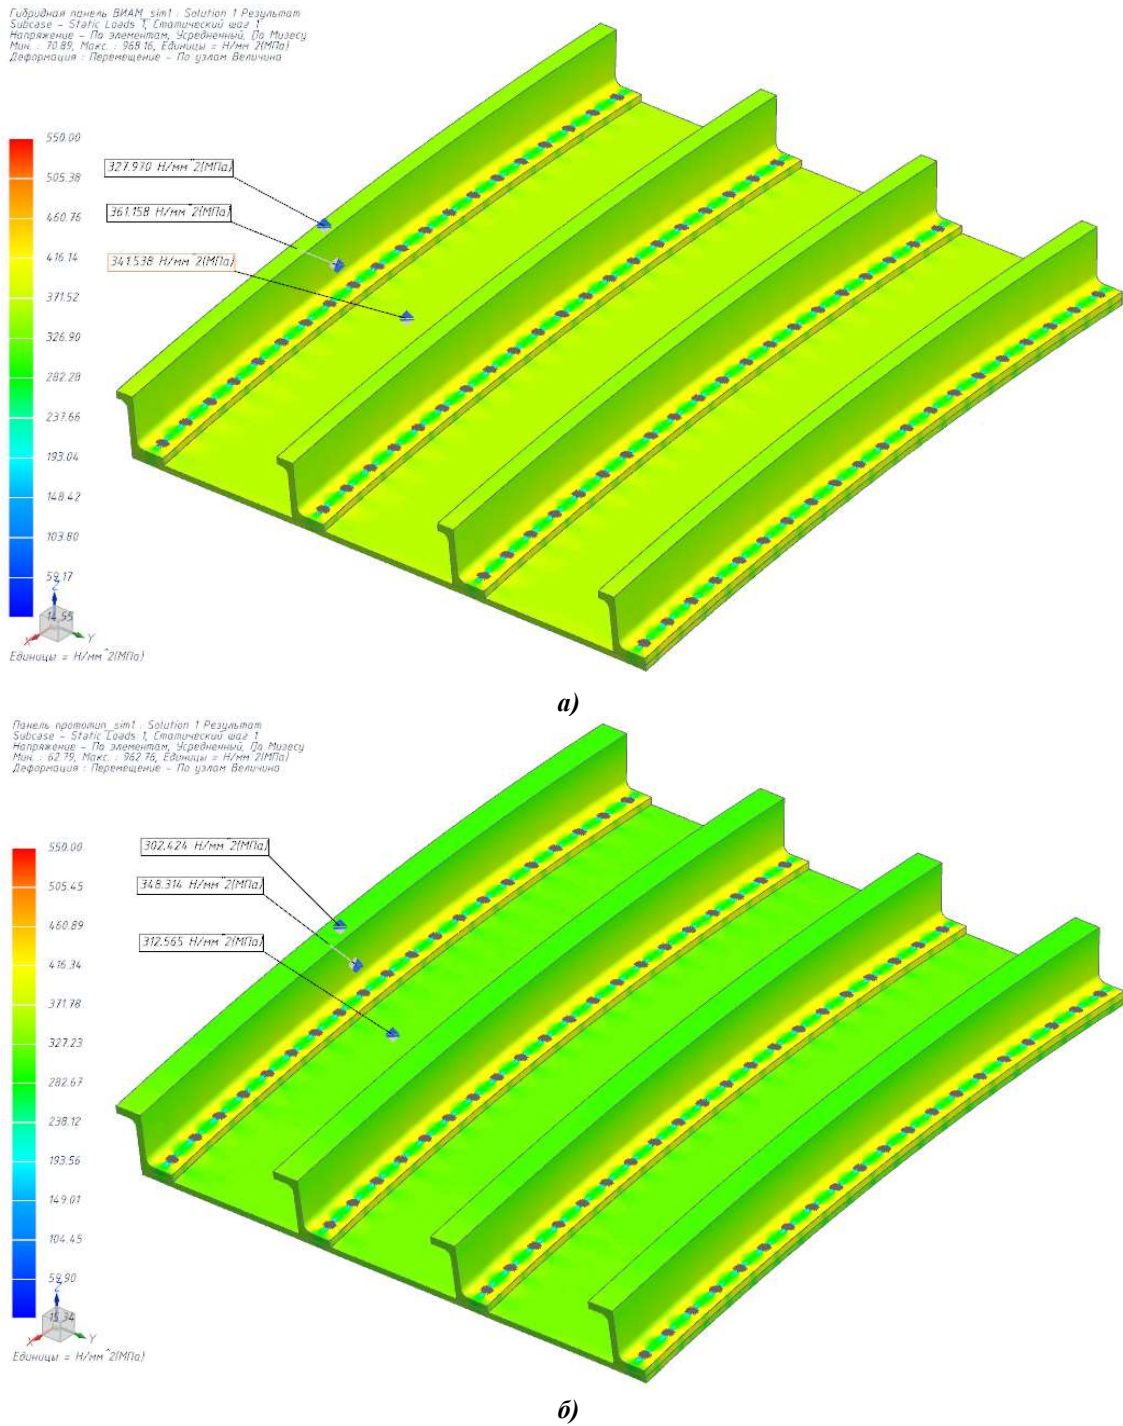 Гибридная панель ВИАМ_sim1 : Solution 1 Результат
Subcase - Static Loads 1, Статический шаг 1
Напряжение - По элементам, Усредненный, По Мизесу
Мин. : 70.89, Макс. : 968.16, Единицы = Н/мм^2(МПа)
Деформация : Перемещение - По узлам Величина
550.00
505.38
460.76
416.14
371.52
326.90
282.28
237.66
193.04
148.42
103.80
59.17
14.55
327.970 Н/мм^2(МПа)
361.158 Н/мм^2(МПа)
341.538 Н/мм^2(МПа)
Z
X
Y
Единицы = Н/мм^2(МПа)
а)
Панель прототип_sim1 : Solution 1 Результат
Subcase - Static Loads 1, Статический шаг 1
Напряжение - По элементам, Усредненный, По Мизесу
Мин. : 62.79, Макс. : 962.76, Единицы = Н/мм^2(МПа)
Деформация : Перемещение - По узлам Величина
550.00
505.45
460.89
416.34
371.78
327.23
282.67
238.12
193.56
149.01
104.45
59.90
15.34
302.424 Н/мм^2(МПа)
348.314 Н/мм^2(МПа)
312.565 Н/мм^2(МПа)
Z
X
Y
Единицы = Н/мм^2(МПа)
б)